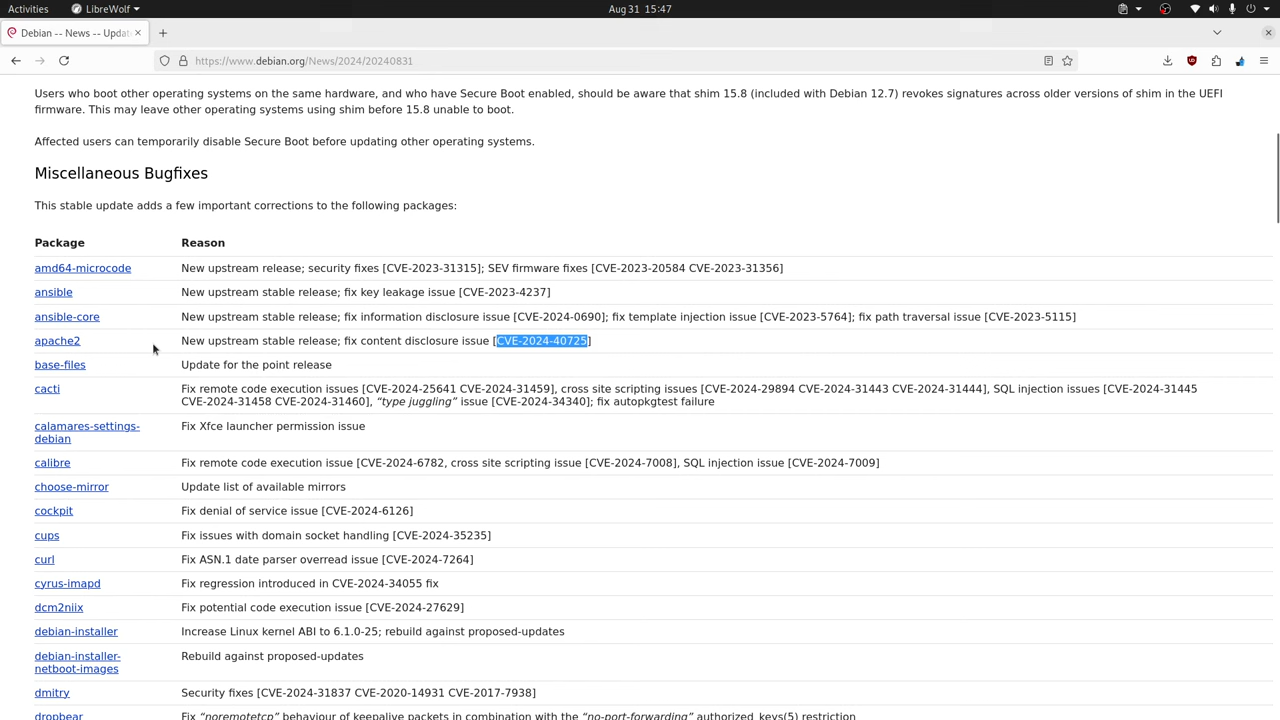 Activities
LibreWolf
Aug 31 15:47
Debian -- News -- Updat
https://www.debian.org/News/2024/20240831
Users who boot other operating systems on the same hardware, and who have Secure Boot enabled, should be aware that shim 15.8 (included with Debian 12.7) revokes signatures across older versions of shim in the UEFI
firmware. This may leave other operating systems using shim before 15.8 unable to boot.
Affected users can temporarily disable Secure Boot before updating other operating systems.
Miscellaneous Bugfixes
This stable update adds a few important corrections to the following packages:
Package Reason
amd64-microcode New upstream release; security fixes [CVE-2023-31315]; SEV firmware fixes [CVE-2023-20584 CVE-2023-31356]
ansible New upstream stable release; fix key leakage issue [CVE-2023-4237]
ansible-core New upstream stable release; fix information disclosure issue [CVE-2024-0690]; fix template injection issue [CVE-2023-5764]; fix path traversal issue [CVE-2023-5115]
apache2 New upstream stable release; fix content disclosure issue [CVE-2024-40725]
base-files Update for the point release
cacti Fix remote code execution issues [CVE-2024-25641 CVE-2024-31459], cross site scripting issues [CVE-2024-29894 CVE-2024-31443 CVE-2024-31444], SQL injection issues [CVE-2024-31445
CVE-2024-31458 CVE-2024-31460], “type juggling” issue [CVE-2024-34340]; fix autopkgtest failure
calamares-settings- Fix Xfce launcher permission issue
debian
calibre Fix remote code execution issue [CVE-2024-6782, cross site scripting issue [CVE-2024-7008], SQL injection issue [CVE-2024-7009]
choose-mirror Update list of available mirrors
cockpit Fix denial of service issue [CVE-2024-6126]
cups Fix issues with domain socket handling [CVE-2024-35235]
curl Fix ASN.1 date parser overread issue [CVE-2024-7264]
cyrus-imapd Fix regression introduced in CVE-2024-34055 fix
dcm2niix Fix potential code execution issue [CVE-2024-27629]
debian-installer Increase Linux kernel ABI to 6.1.0-25; rebuild against proposed-updates
debian-installer- Rebuild against proposed-updates
netboot-images
dmitry Security fixes [CVE-2024-31837 CVE-2020-14931 CVE-2017-7938]
dropbear Fix “noremotetcp” behaviour of keepalive packets in combination with the “no-port-forwarding” authorized_keys(5) restriction